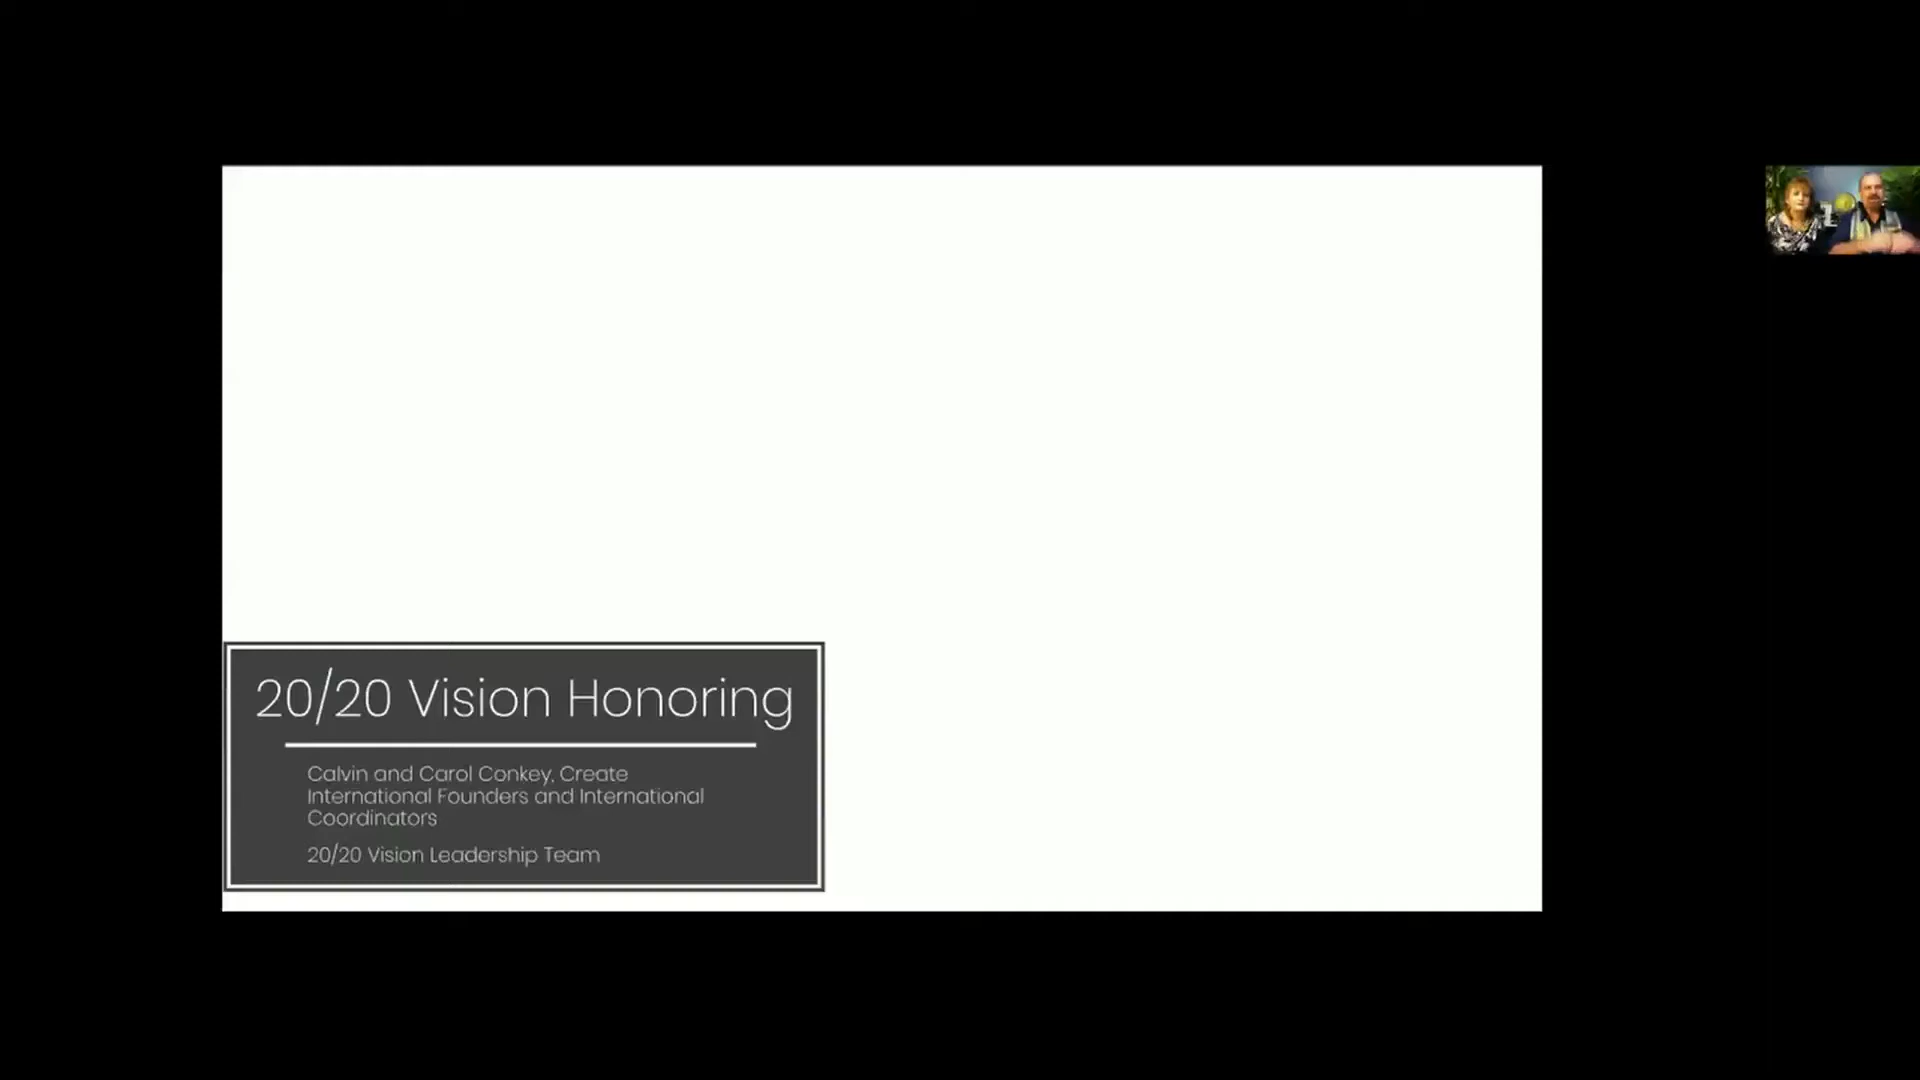 20/20 Vision Honoring
Calvin and Carol Conkey, Create
International Founders and International
Coordinators
20/20 Vision Leadership Team